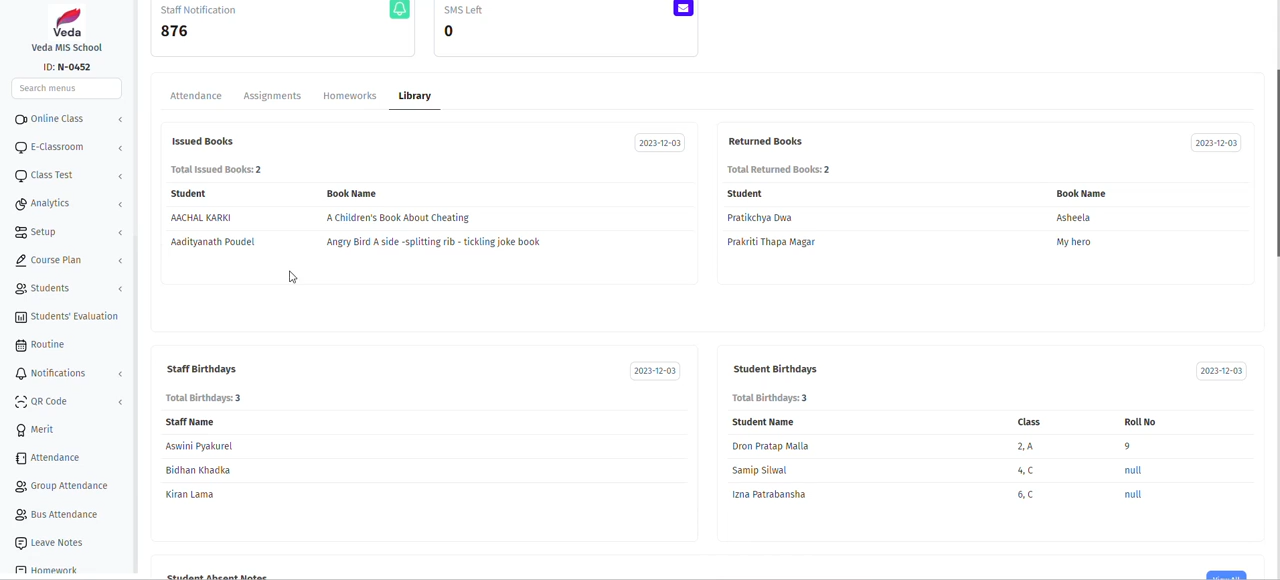 Veda
Veda MIS School
ID: N-0452
Search menus
Online Class
E-Classroom
Class Test
Analytics
Setup
Course Plan
Students
Students' Evaluation
Routine
Notifications
QR Code
Merit
Attendance
Group Attendance
Bus Attendance
Leave Notes
Homework
Staff Notification
876
SMS Left
0
Attendance Assignments Homeworks Library
Issued Books 2023-12-03
Total Issued Books: 2
Student Book Name
AACHAL KARKI A Children's Book About Cheating
Aadityanath Poudel Angry Bird A side -splitting rib - tickling joke book
Returned Books 2023-12-03
Total Returned Books: 2
Student Book Name
Pratikchya Dwa Asheela
Prakriti Thapa Magar My hero
Staff Birthdays 2023-12-03
Total Birthdays: 3
Staff Name
Aswini Pyakurel
Bidhan Khadka
Kiran Lama
Student Birthdays 2023-12-03
Total Birthdays: 3
Student Name Class Roll No
Dron Pratap Malla 2, A 9
Samip Silwal 4, C null
Izna Patrabansha 6, C null
Student Absent Notes View All